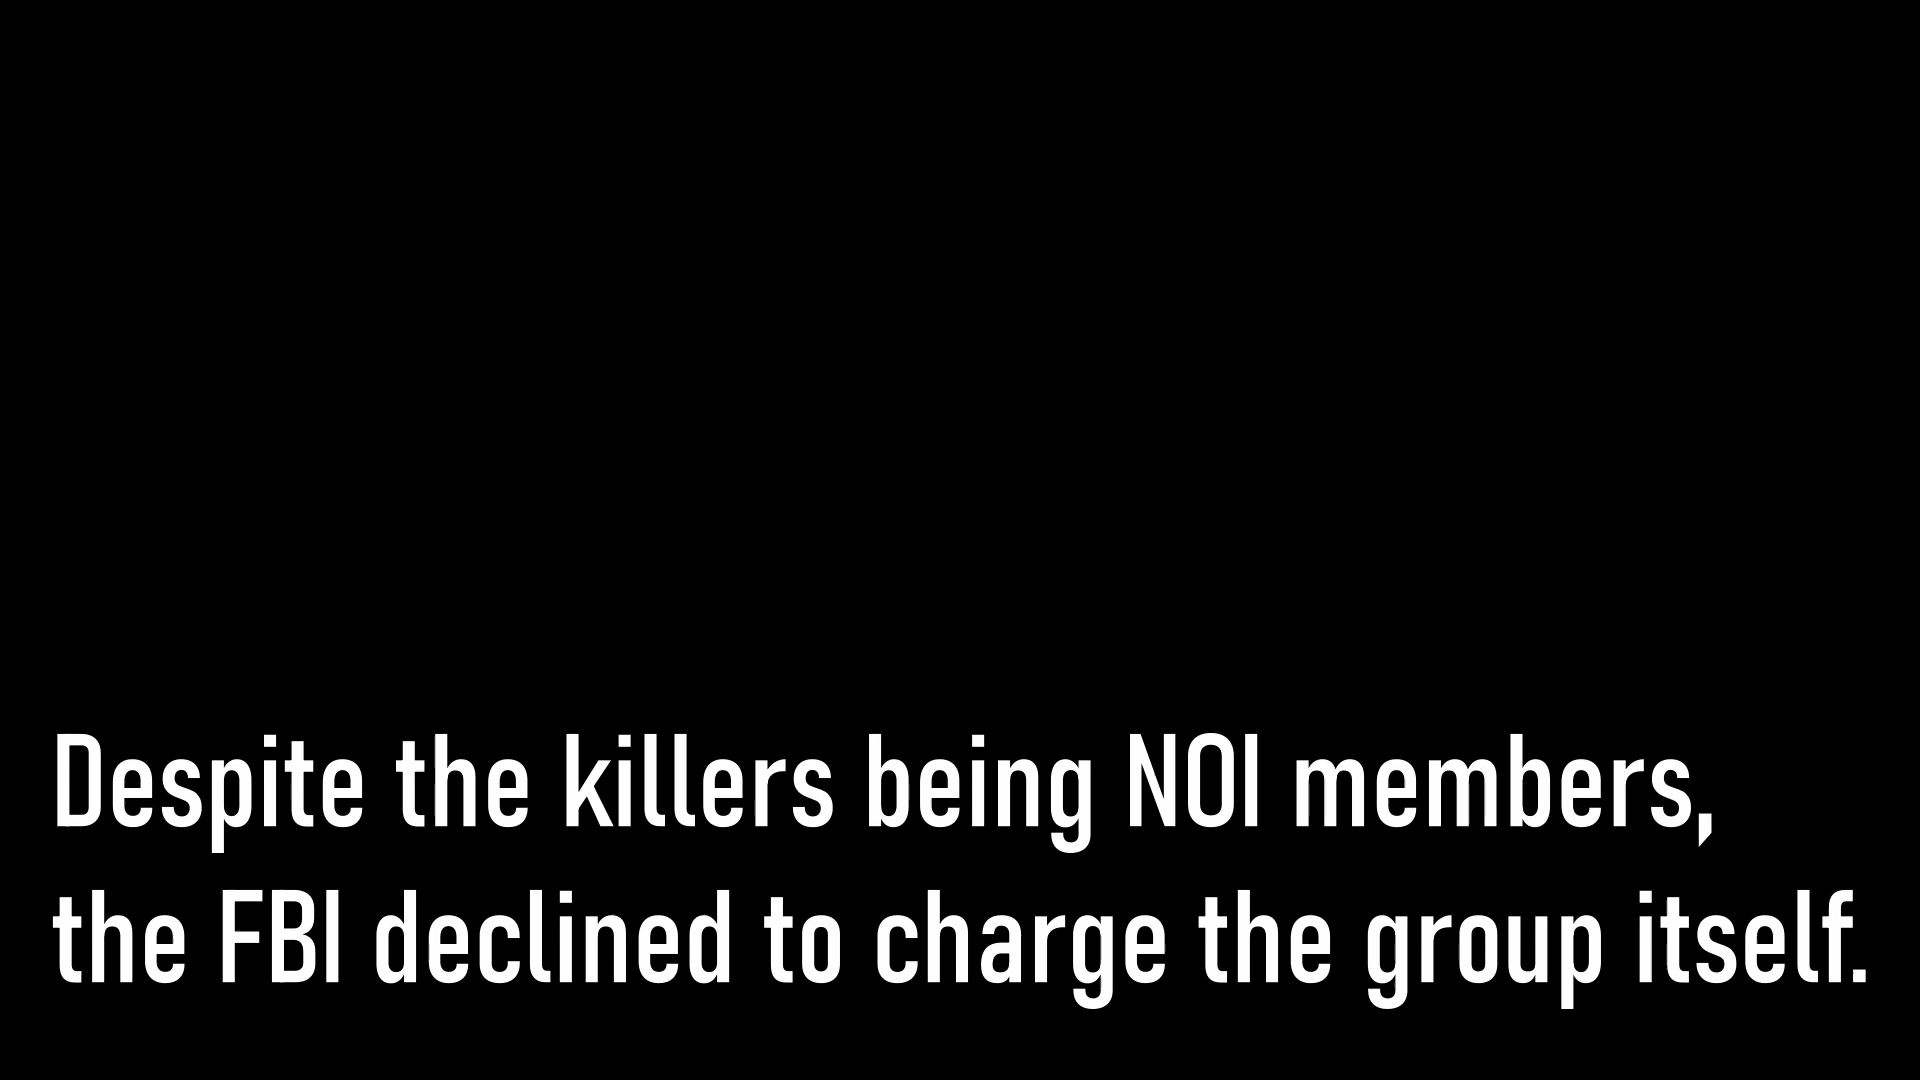 Despite the killers being NOI members,
the FBI declined to charge the group itself.